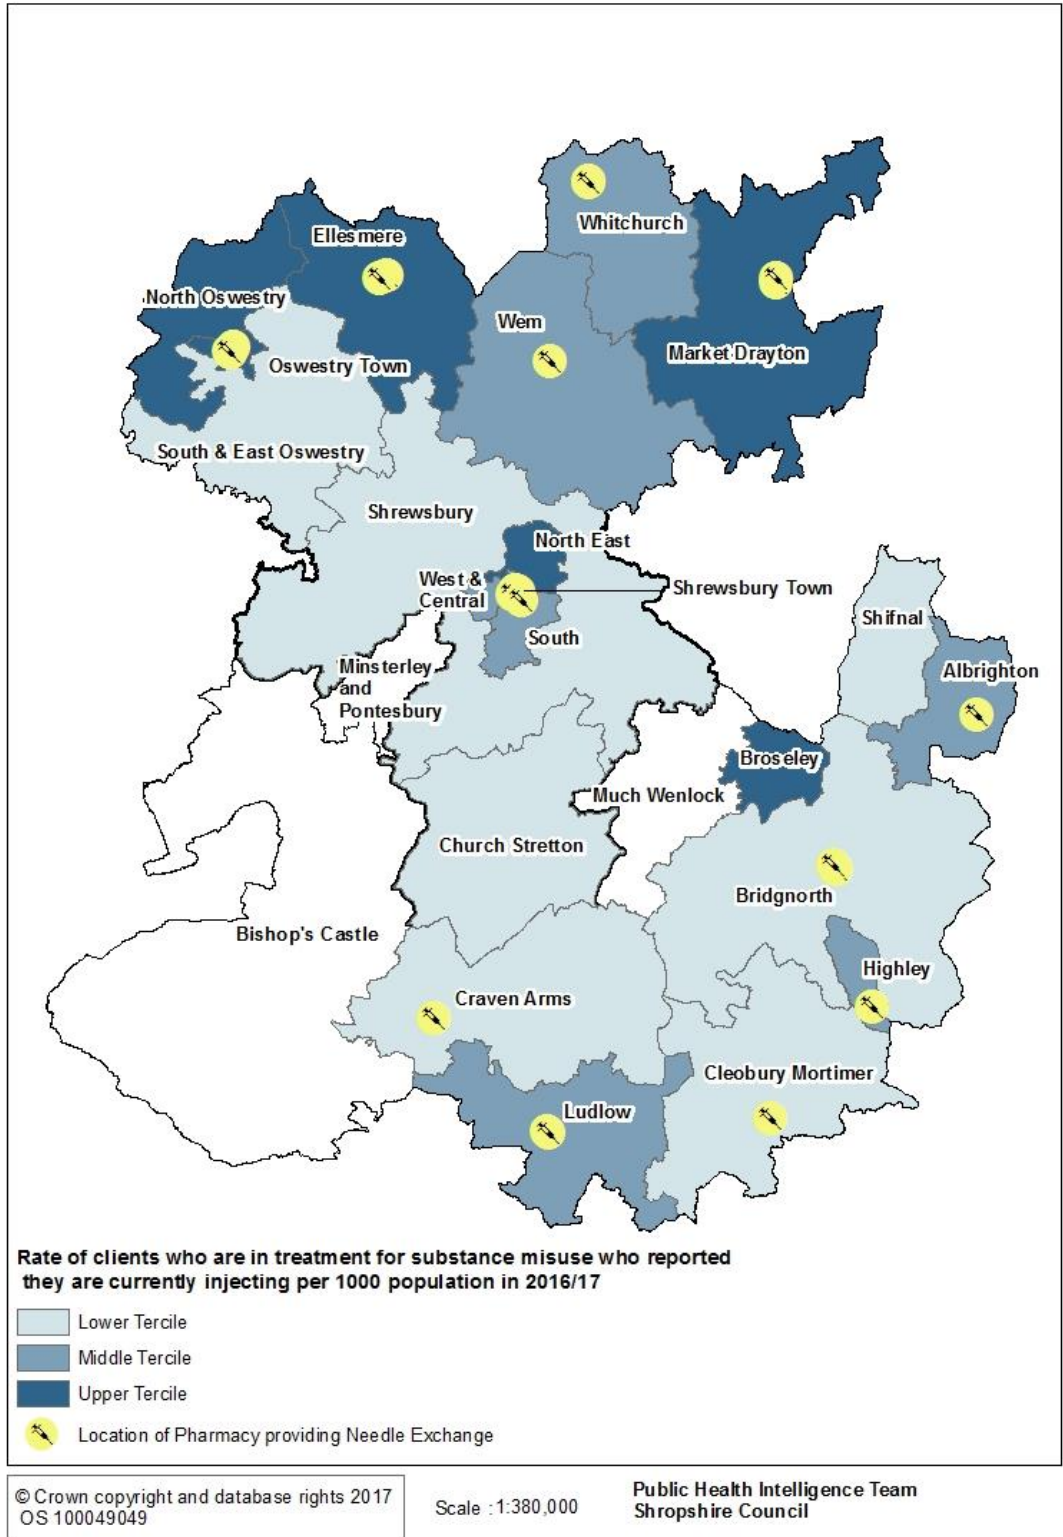 Whitchurch
Ellesmere
North Oswestry
Wem
Market Drayton
Oswestry Town
South & East Oswestry
Shrewsbury
North East
West &
Central
Shrewsbury Town
South
Shifnal
Minsterley
and
Pontesbury
Albrighton
Broseley
Much Wenlock
Church Stretton
Bridgnorth
Bishop's Castle
Highley
Craven Arms
Cleobury Mortimer
Ludlow
Rate of clients who are in treatment for substance misuse who reported
they are currently injecting per 1000 population in 2016/17
Lower Tercile
Middle Tercile
Upper Tercile
Location of Pharmacy providing Needle Exchange
© Crown copyright and database rights 2017
OS 100049049
Scale : 1:380,000
Public Health Intelligence Team
Shropshire Council